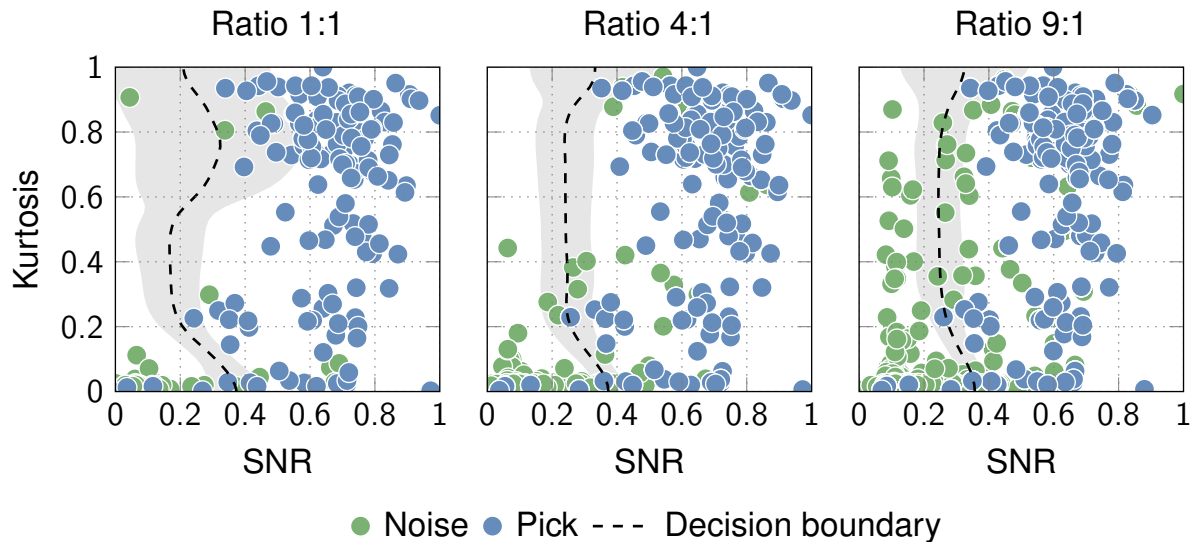 Ratio 1:1 Ratio 4:1 Ratio 9:1
1
0.8
0.6
0.4
0.2
0
Kurtosis
0 0.2 0.4 0.6 0.8 1 0 0.2 0.4 0.6 0.8 1 0 0.2 0.4 0.6 0.8 1
SNR SNR SNR
Noise Pick Decision boundary